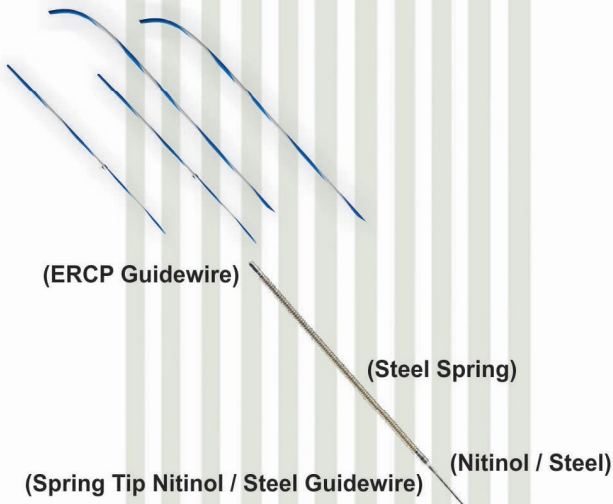 (ERCP Guidewire)
(Steel Spring)
(Nitinol / Steel)
(Spring Tip Nitinol / Steel Guidewire)